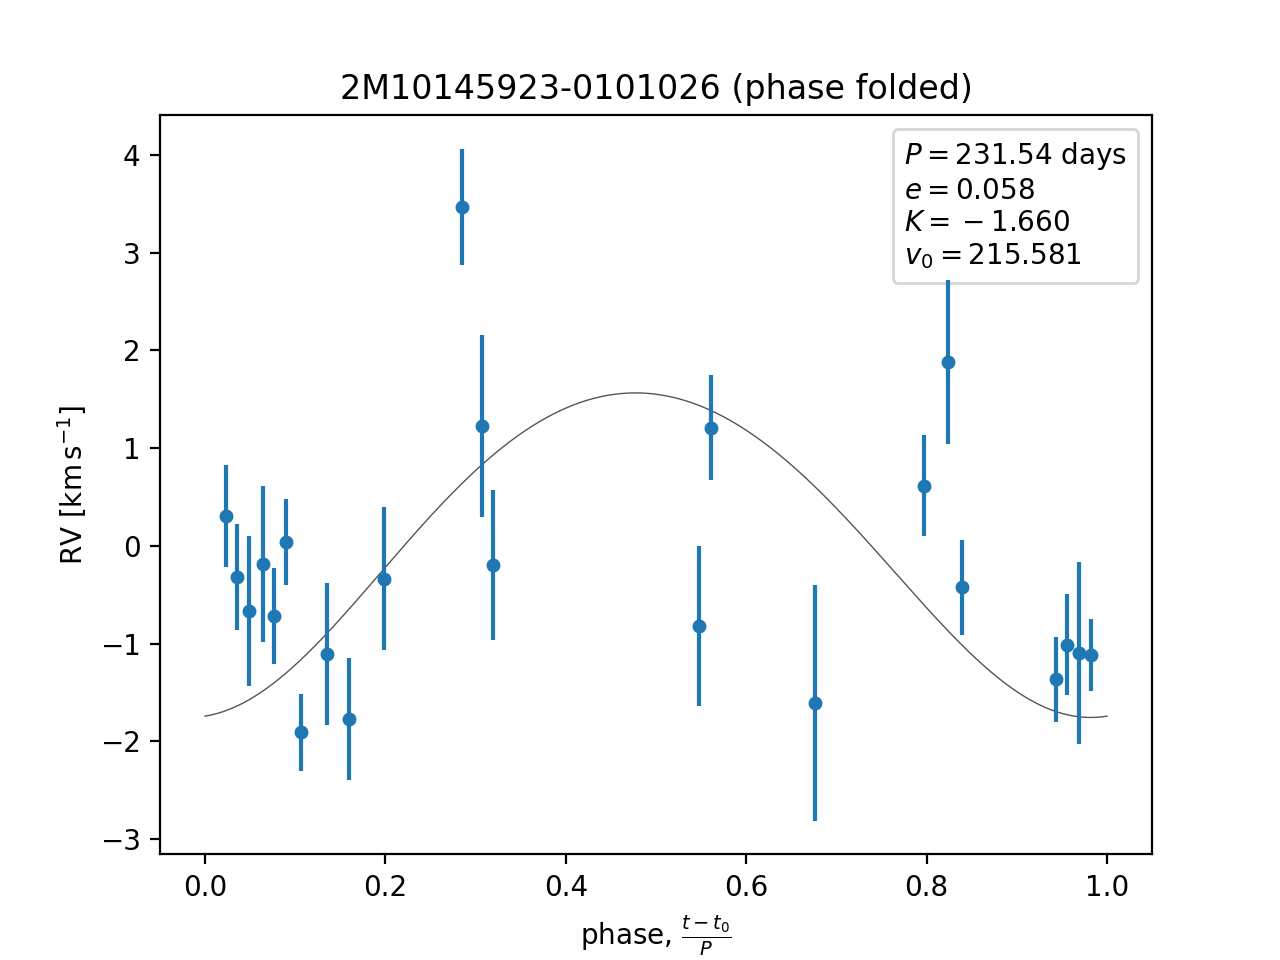 2M10145923-0101026 (phase folded)
P = 231.54 days
e = 0.058
K = −1.660
v₀ = 215.581
4
3
2
1
0
−1
−2
−3
RV [km s⁻¹]
0.0 0.2 0.4 0.6 0.8 1.0
phase, (t − t₀)/P